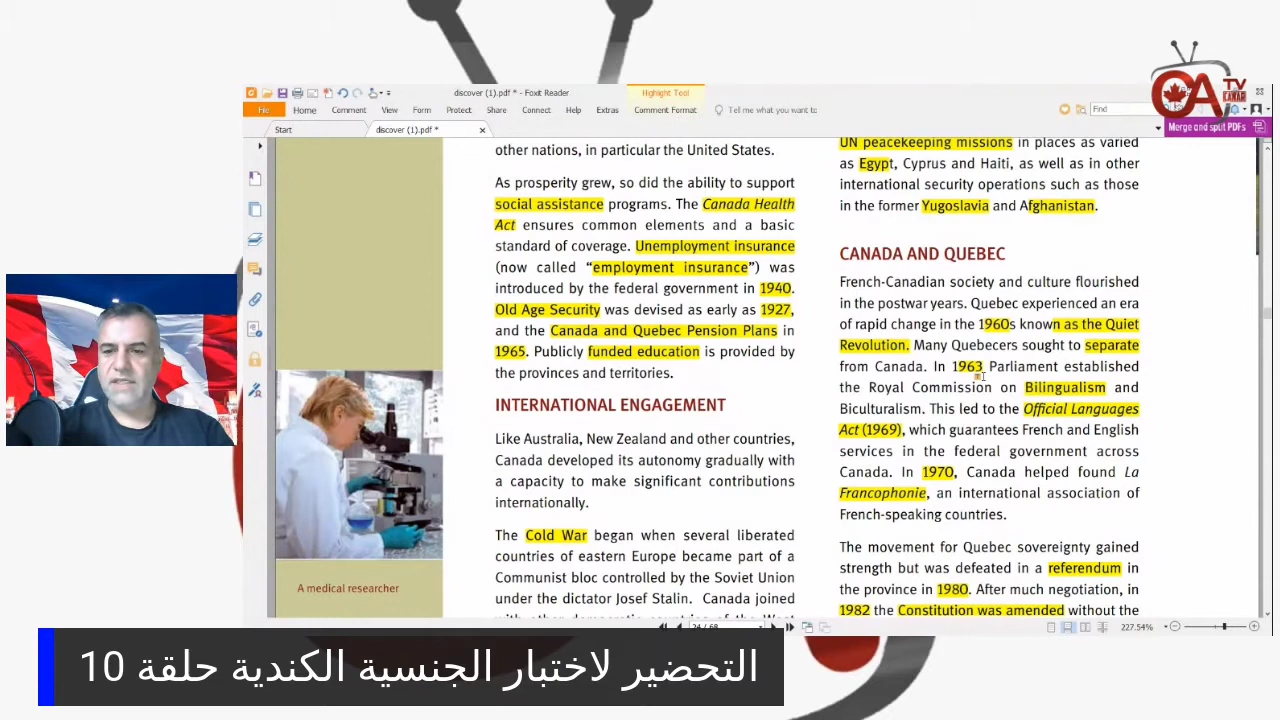 TV
KANAR
discover (1).pdf * - Foxit Reader
Highlight Tool
File Home Comment View Form Protect Share Connect Help Extras Comment Format Tell me what you want to
Find
Start
discover (1).pdf *
Merge and split PDFs
other nations, in particular the United States.
As prosperity grew, so did the ability to support
social assistance programs. The Canada Health
Act ensures common elements and a basic
standard of coverage. Unemployment insurance
(now called “employment insurance”) was
introduced by the federal government in 1940.
Old Age Security was devised as early as 1927,
and the Canada and Quebec Pension Plans in
1965. Publicly funded education is provided by
the provinces and territories.
INTERNATIONAL ENGAGEMENT
Like Australia, New Zealand and other countries,
Canada developed its autonomy gradually with
a capacity to make significant contributions
internationally.
The Cold War began when several liberated
countries of eastern Europe became part of a
Communist bloc controlled by the Soviet Union
under the dictator Josef Stalin. Canada joined
A medical researcher
UN peacekeeping missions in places as varied
as Egypt, Cyprus and Haiti, as well as in other
international security operations such as those
in the former Yugoslavia and Afghanistan.
CANADA AND QUEBEC
French-Canadian society and culture flourished
in the postwar years. Quebec experienced an era
of rapid change in the 1960s known as the Quiet
Revolution. Many Quebecers sought to separate
from Canada. In 1963 Parliament established
the Royal Commission on Bilingualism and
Biculturalism. This led to the Official Languages
Act (1969), which guarantees French and English
services in the federal government across
Canada. In 1970, Canada helped found La
Francophonie, an international association of
French-speaking countries.
The movement for Quebec sovereignty gained
strength but was defeated in a referendum in
the province in 1980. After much negotiation, in
1982 the Constitution was amended without the
24 / 68
227.54%
التحضير لاختبار الجنسية الكندية حلقة 10